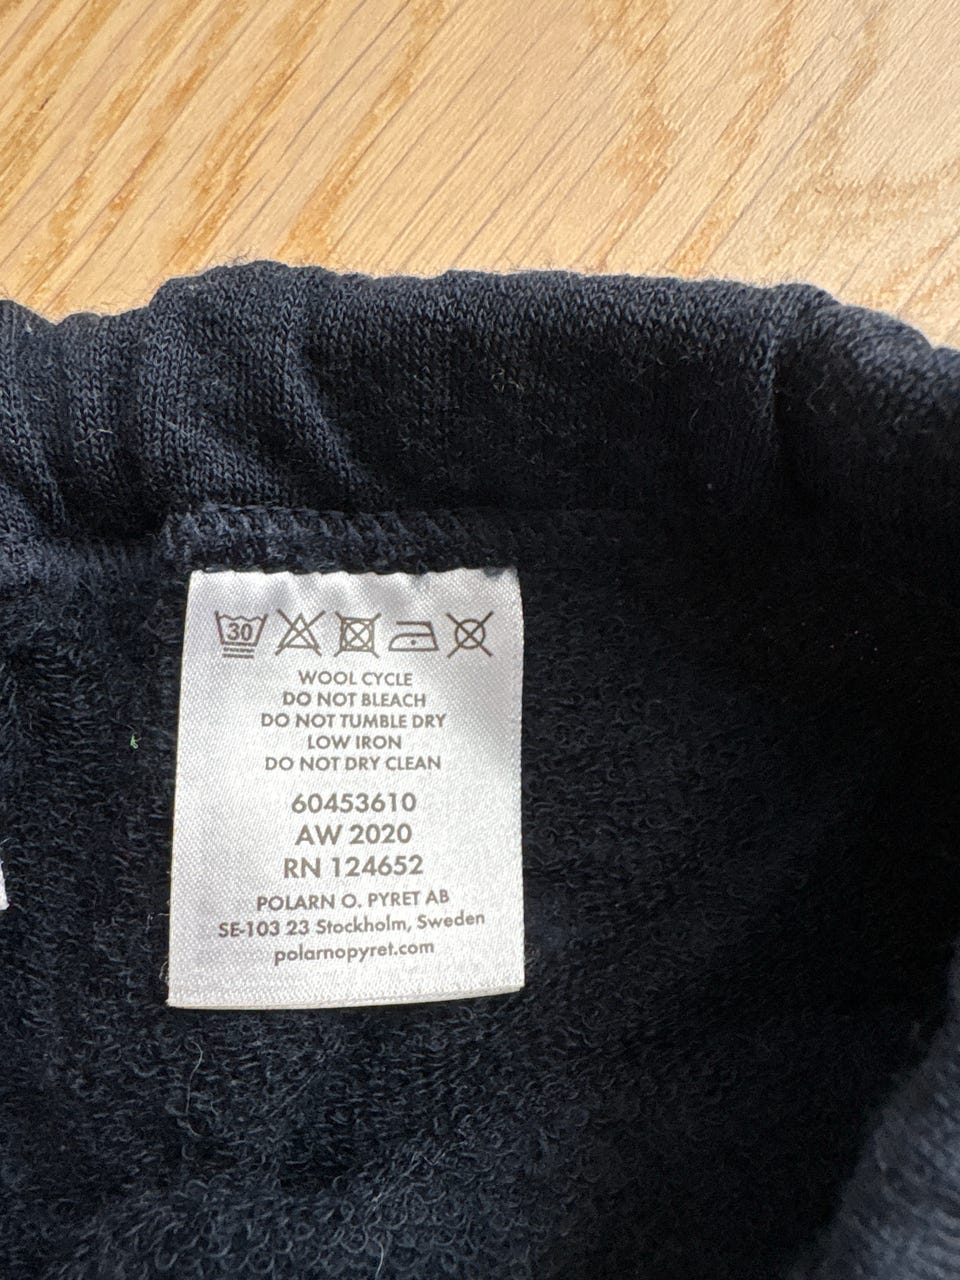 30
WOOL CYCLE
DO NOT BLEACH
DO NOT TUMBLE DRY
LOW IRON
DO NOT DRY CLEAN
60453610
AW 2020
RN 124652
POLARN O. PYRET AB
SE-103 23 Stockholm, Sweden
polarnopyret.com